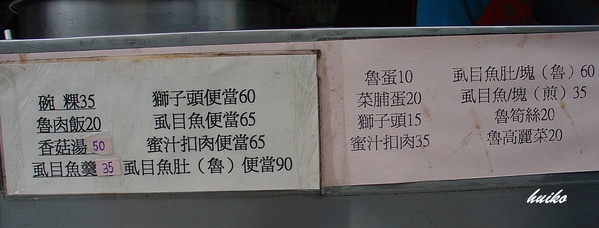 碗 粿35
魯肉飯20
香菇湯 50
虱目魚羹 35
獅子頭便當60
虱目魚便當65
蜜汁扣肉便當65
虱目魚肚（魯）便當90
魯蛋10
菜脯蛋20
獅子頭15
蜜汁扣肉35
虱目魚肚/塊（魯）60
虱目魚/塊（煎）35
魯筍絲20
魯高麗菜20
huiko